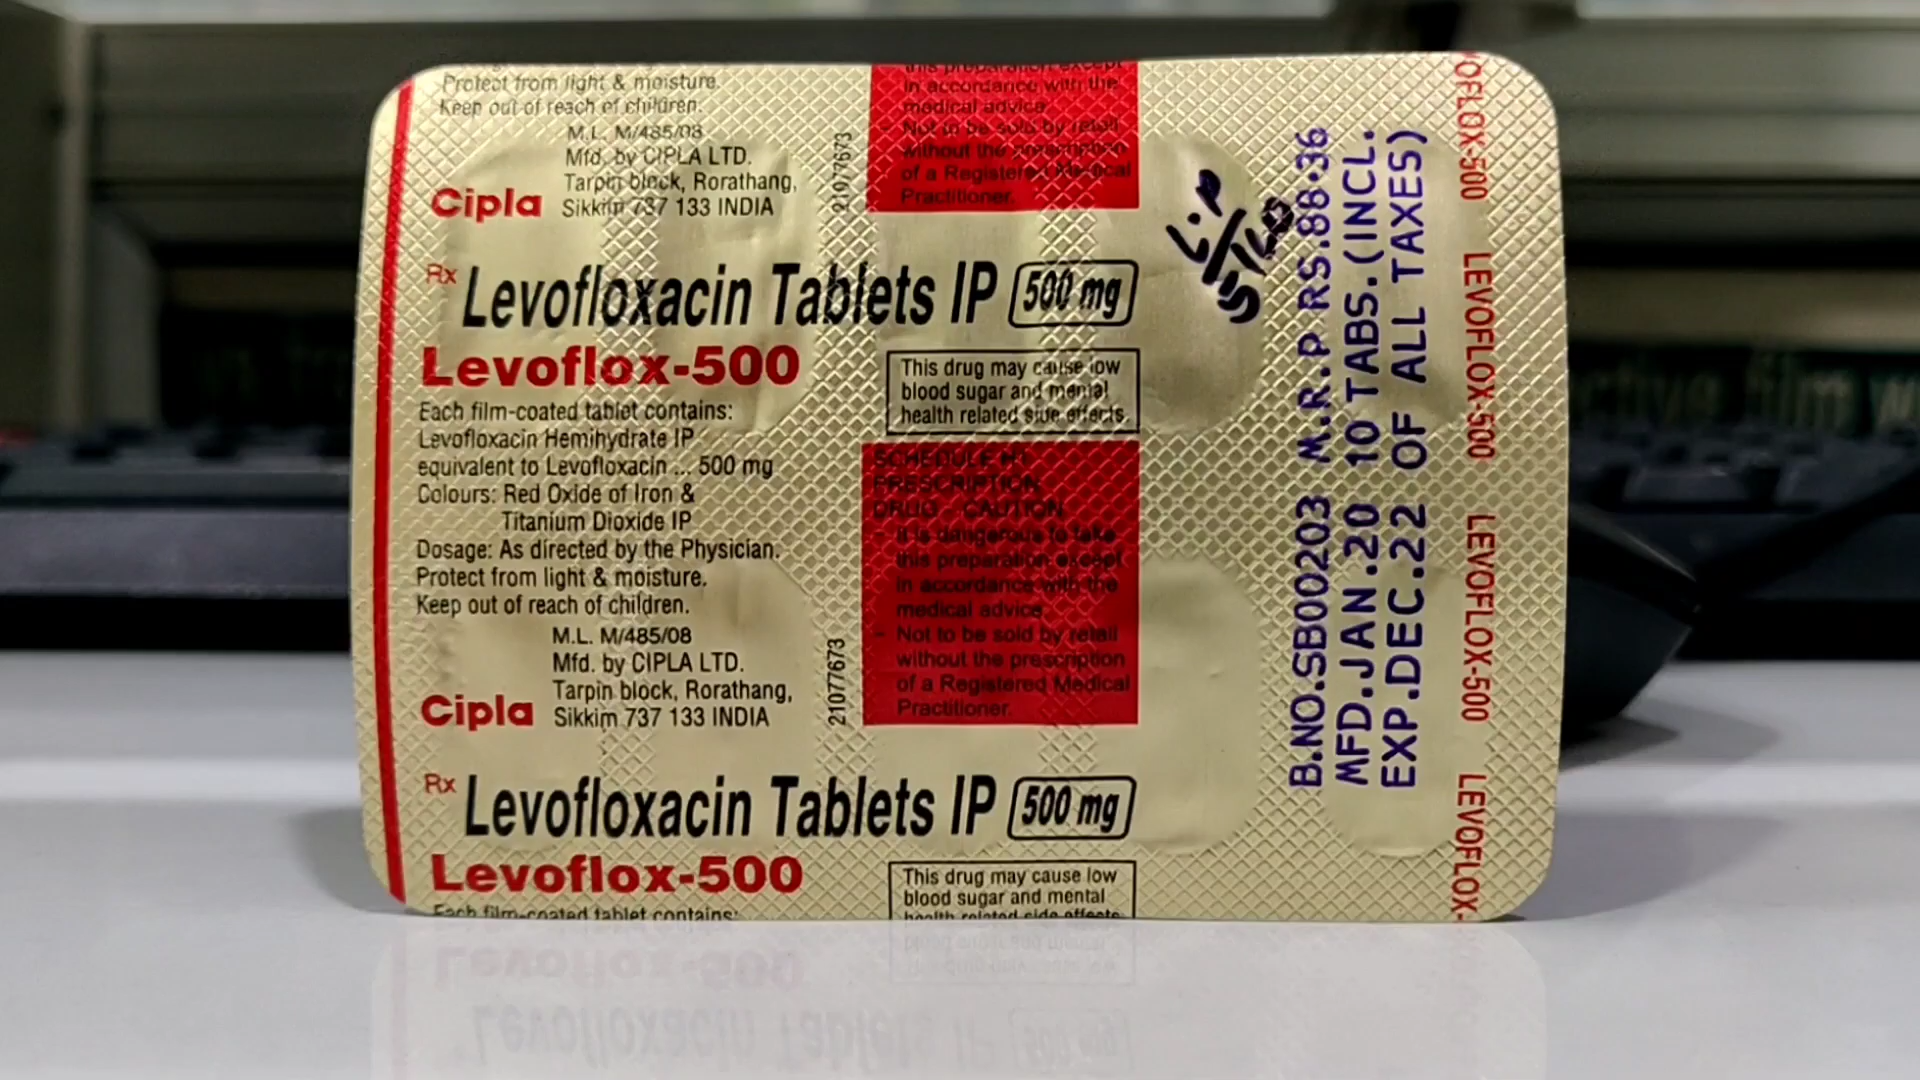 Protect from light & moisture.
Keep out of reach of children.
M.L. M/485/08
Mfd. by CIPLA LTD.
Tarpin block, Rorathang,
Cipla Sikkim 737 133 INDIA
21077673
this preparation except
in accordance with the
medical advice.
- Not to be sold by retail
without the prescription
of a Registered Medical
Practitioner.
Rx Levofloxacin Tablets IP 500 mg
Levoflox-500
This drug may cause low
blood sugar and mental
health related side effects
Each film-coated tablet contains:
Levofloxacin Hemihydrate IP
equivalent to Levofloxacin ... 500 mg
Colours: Red Oxide of Iron &
Titanium Dioxide IP
Dosage: As directed by the Physician.
Protect from light & moisture.
Keep out of reach of children.
M.L. M/485/08
Mfd. by CIPLA LTD.
Tarpin block, Rorathang,
Cipla Sikkim 737 133 INDIA
21077673
SCHEDULE H1
PRESCRIPTION
DRUG - CAUTION
- It is dangerous to take
this preparation except
in accordance with the
medical advice.
- Not to be sold by retail
without the prescription
of a Registered Medical
Practitioner.
Rx Levofloxacin Tablets IP 500 mg
Levoflox-500
This drug may cause low
blood sugar and mental
health related side effects
Each film-coated tablet contains:
B.NO.SB00203 M.R.P RS.88.36
MFD.JAN.20 10 TABS.(INCL.
EXP.DEC.22 OF ALL TAXES)
OFLOX-500 LEVOFLOX-500 LEVOFLOX-500 LEVOFLOX-